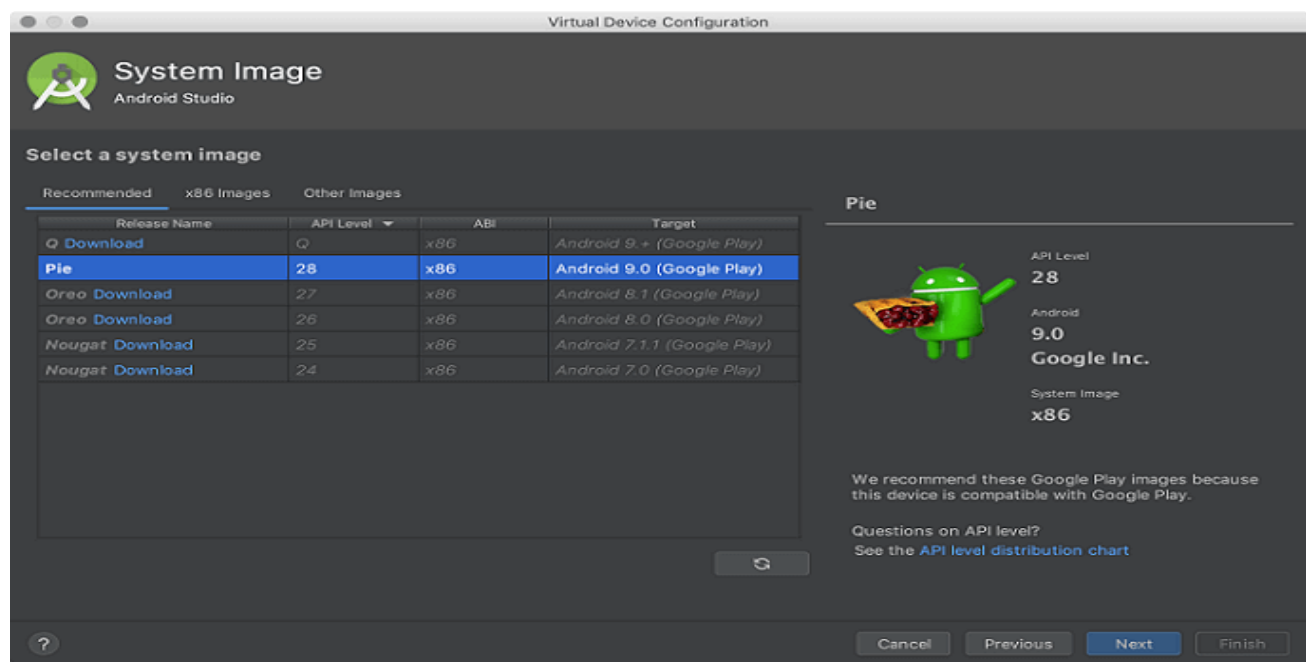 Virtual Device Configuration
System Image
Android Studio
Select a system image
Recommended x86 Images Other Images
Release Name API Level ABI Target
Q Download Q x86 Android 9.+ (Google Play)
Pie 28 x86 Android 9.0 (Google Play)
Oreo Download 27 x86 Android 8.1 (Google Play)
Oreo Download 26 x86 Android 8.0 (Google Play)
Nougat Download 25 x86 Android 7.1.1 (Google Play)
Nougat Download 24 x86 Android 7.0 (Google Play)
Pie
API Level
28
Android
9.0
Google Inc.
System Image
x86
We recommend these Google Play images because
this device is compatible with Google Play.
Questions on API level?
See the API level distribution chart
? Cancel Previous Next Finish